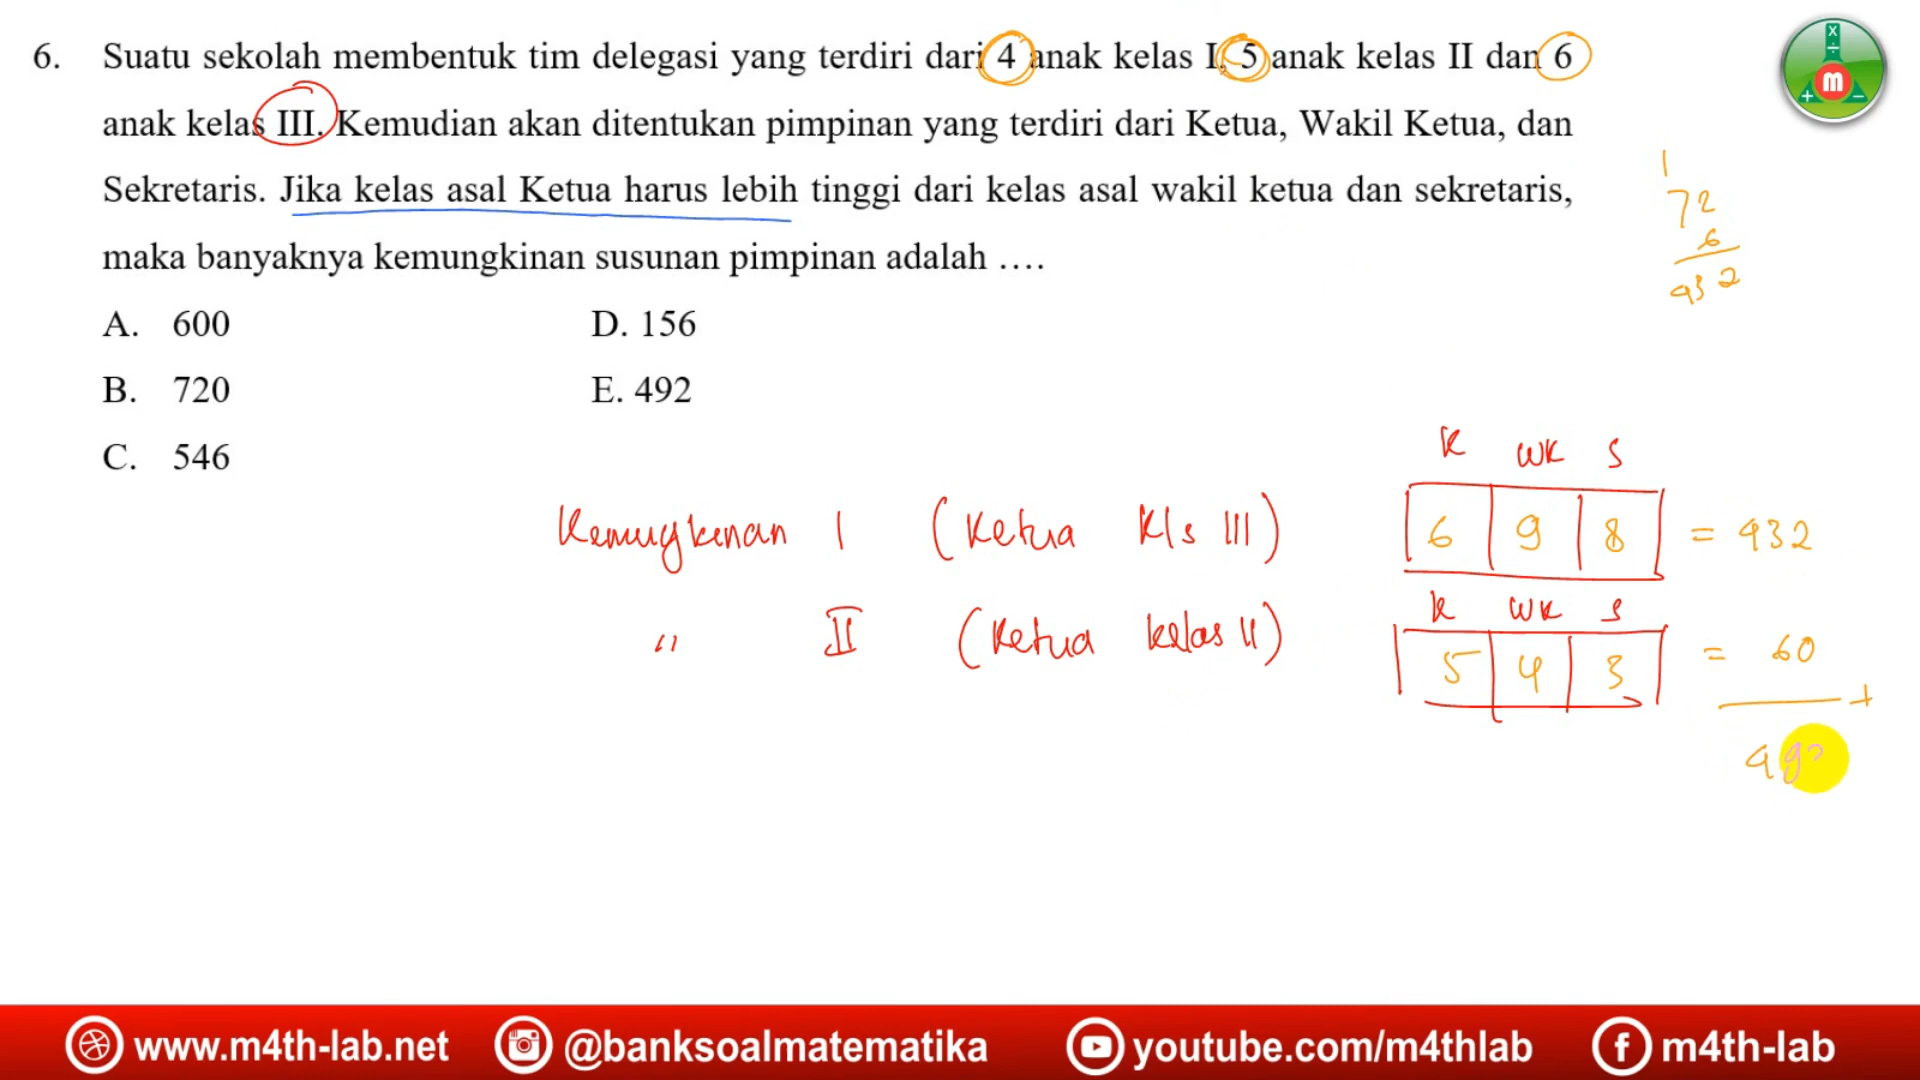 6. Suatu sekolah membentuk tim delegasi yang terdiri dari 4 anak kelas I, 5 anak kelas II dan 6
anak kelas III. Kemudian akan ditentukan pimpinan yang terdiri dari Ketua, Wakil Ketua, dan
Sekretaris. Jika kelas asal Ketua harus lebih tinggi dari kelas asal wakil ketua dan sekretaris,
maka banyaknya kemungkinan susunan pimpinan adalah ….
A. 600 D. 156
B. 720 E. 492
C. 546
1
72
6
432
K WK S
Kemugkinan I (Ketua Kls III) 6 9 8 = 432
K WK S
" II (Ketua kelas II) 5 4 3 = 60
+
492
m
www.m4th-lab.net @banksoalmatematika youtube.com/m4thlab m4th-lab